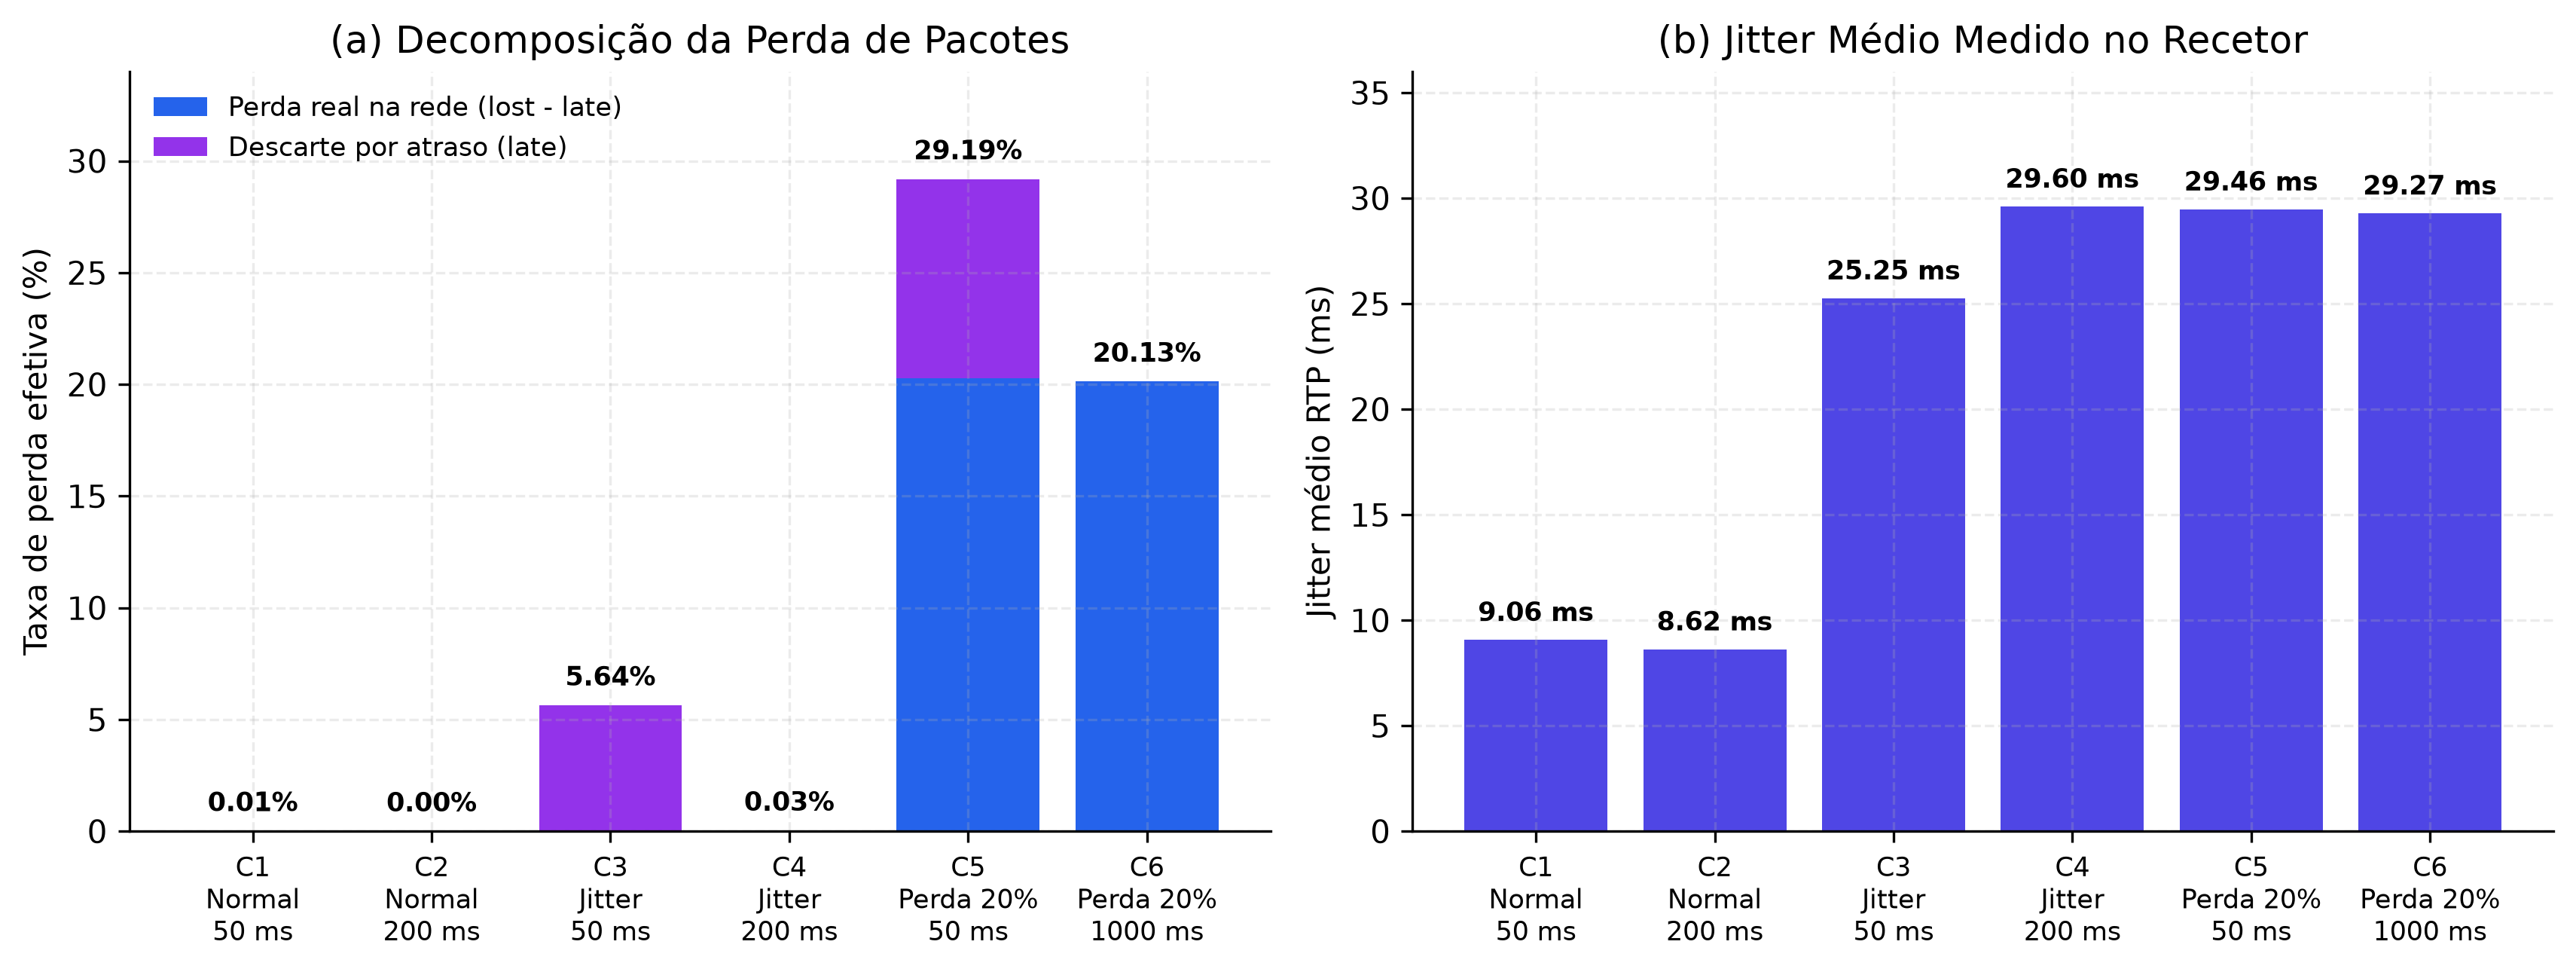 (a) Decomposição da Perda de Pacotes
Taxa de perda efetiva (%)
30
25
20
15
10
5
0
Perda real na rede (lost - late)
Descarte por atraso (late)
0.01%
0.00%
5.64%
0.03%
29.19%
20.13%
C1
Normal
50 ms
C2
Normal
200 ms
C3
Jitter
50 ms
C4
Jitter
200 ms
C5
Perda 20%
50 ms
C6
Perda 20%
1000 ms
(b) Jitter Médio Medido no Recetor
Jitter médio RTP (ms)
35
30
25
20
15
10
5
0
9.06 ms
8.62 ms
25.25 ms
29.60 ms
29.46 ms
29.27 ms
C1
Normal
50 ms
C2
Normal
200 ms
C3
Jitter
50 ms
C4
Jitter
200 ms
C5
Perda 20%
50 ms
C6
Perda 20%
1000 ms